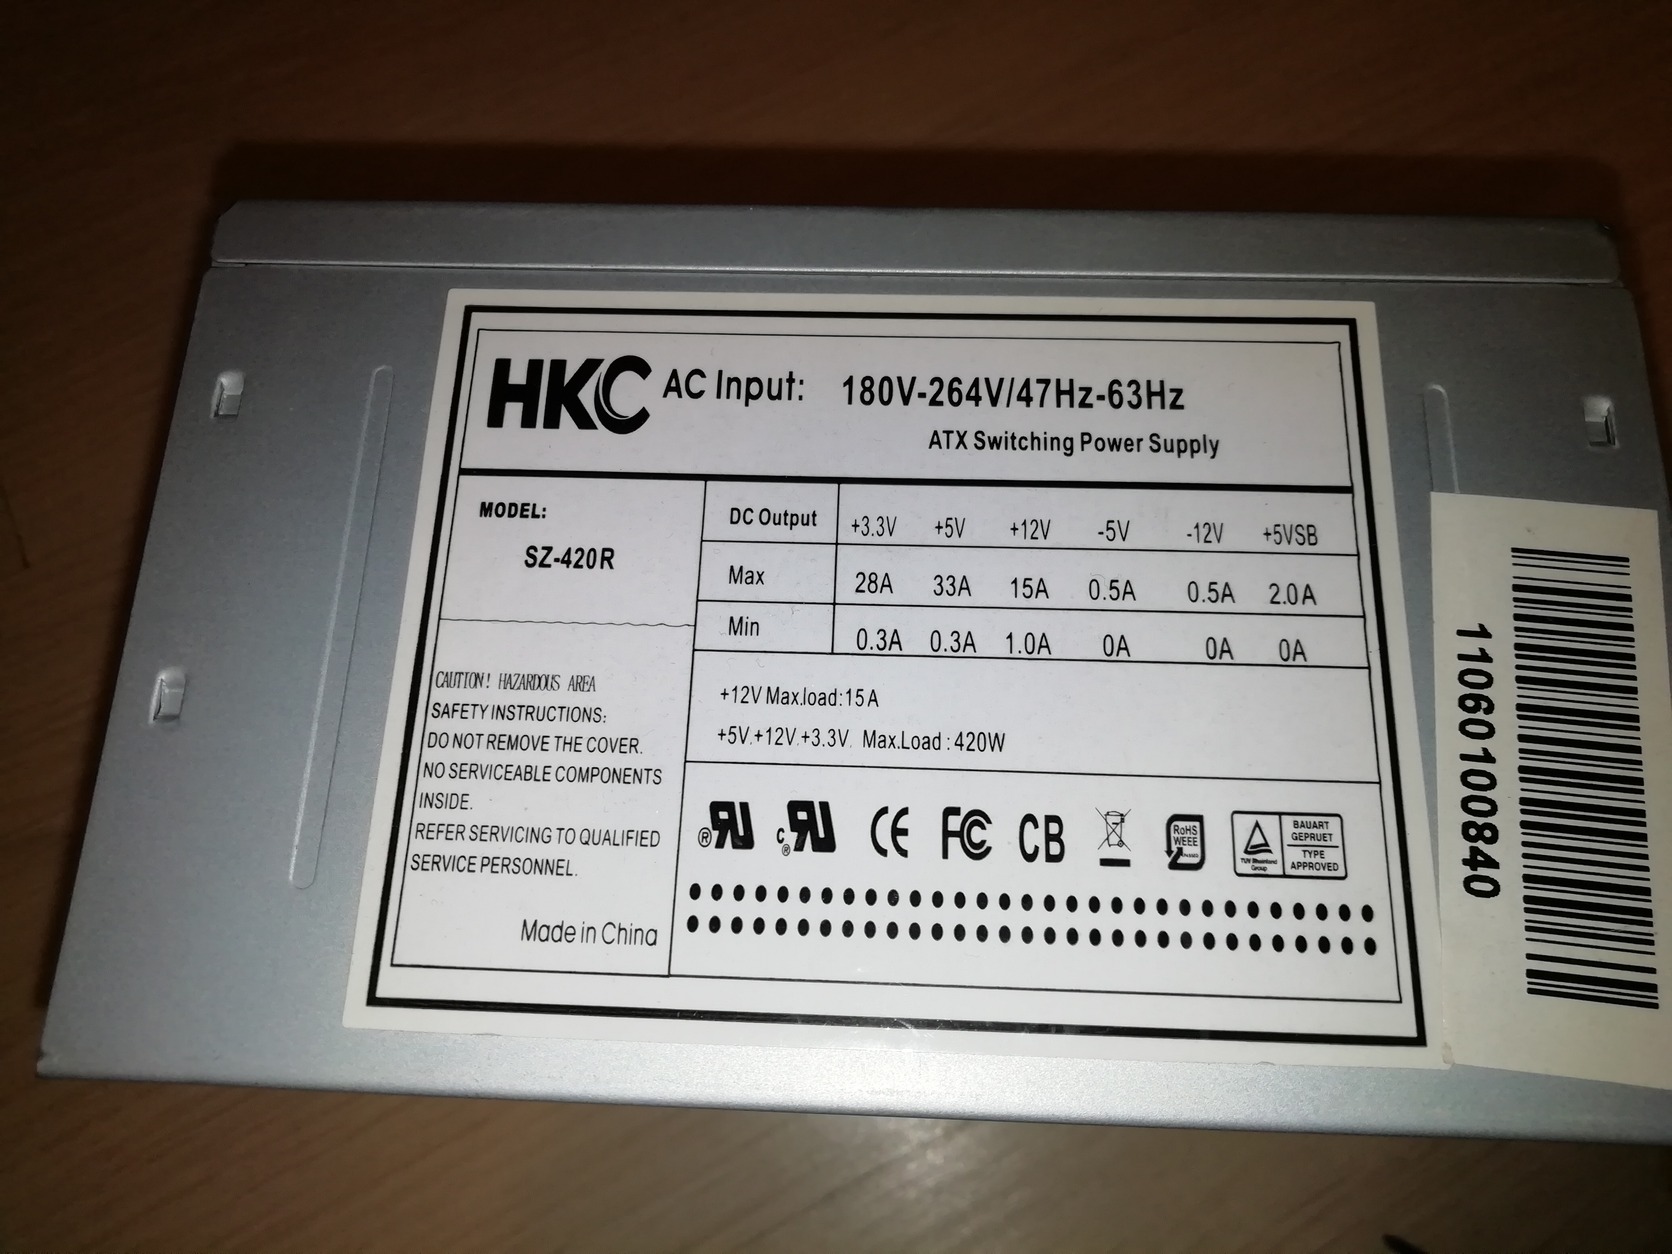 HKC AC Input: 180V-264V/47Hz-63Hz
ATX Switching Power Supply
MODEL:
SZ-420R
DC Output +3.3V +5V +12V -5V -12V +5VSB
Max 28A 33A 15A 0.5A 0.5A 2.0A
Min 0.3A 0.3A 1.0A 0A 0A 0A
+12V Max.load:15A
+5V.+12V.+3.3V. Max.Load : 420W
CAUTION! HAZARDOUS AREA
SAFETY INSTRUCTIONS:
DO NOT REMOVE THE COVER.
NO SERVICEABLE COMPONENTS
INSIDE.
REFER SERVICING TO QUALIFIED
SERVICE PERSONNEL.
Made in China
CE FC CB
RoHS
WEEE
TUV Rheinland
Group
BAUART
GEPRUET
TYPE
APPROVED
11060100840